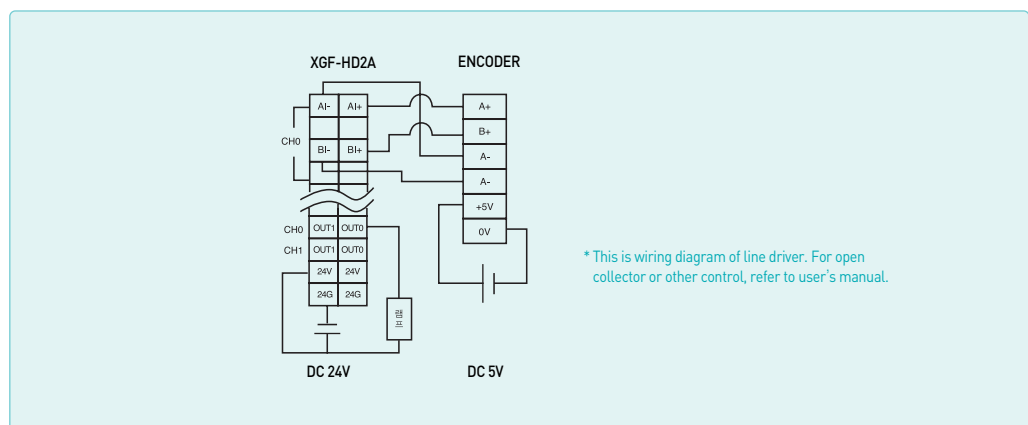 XGF-HD2A
ENCODER
AI- AI+
CH0
BI- BI+
CH0 OUT1 OUT0
CH1 OUT1 OUT0
24V 24V
24G 24G
램
프
DC 24V
A+
B+
A-
A-
+5V
0V
DC 5V
* This is wiring diagram of line driver. For open
collector or other control, refer to user's manual.